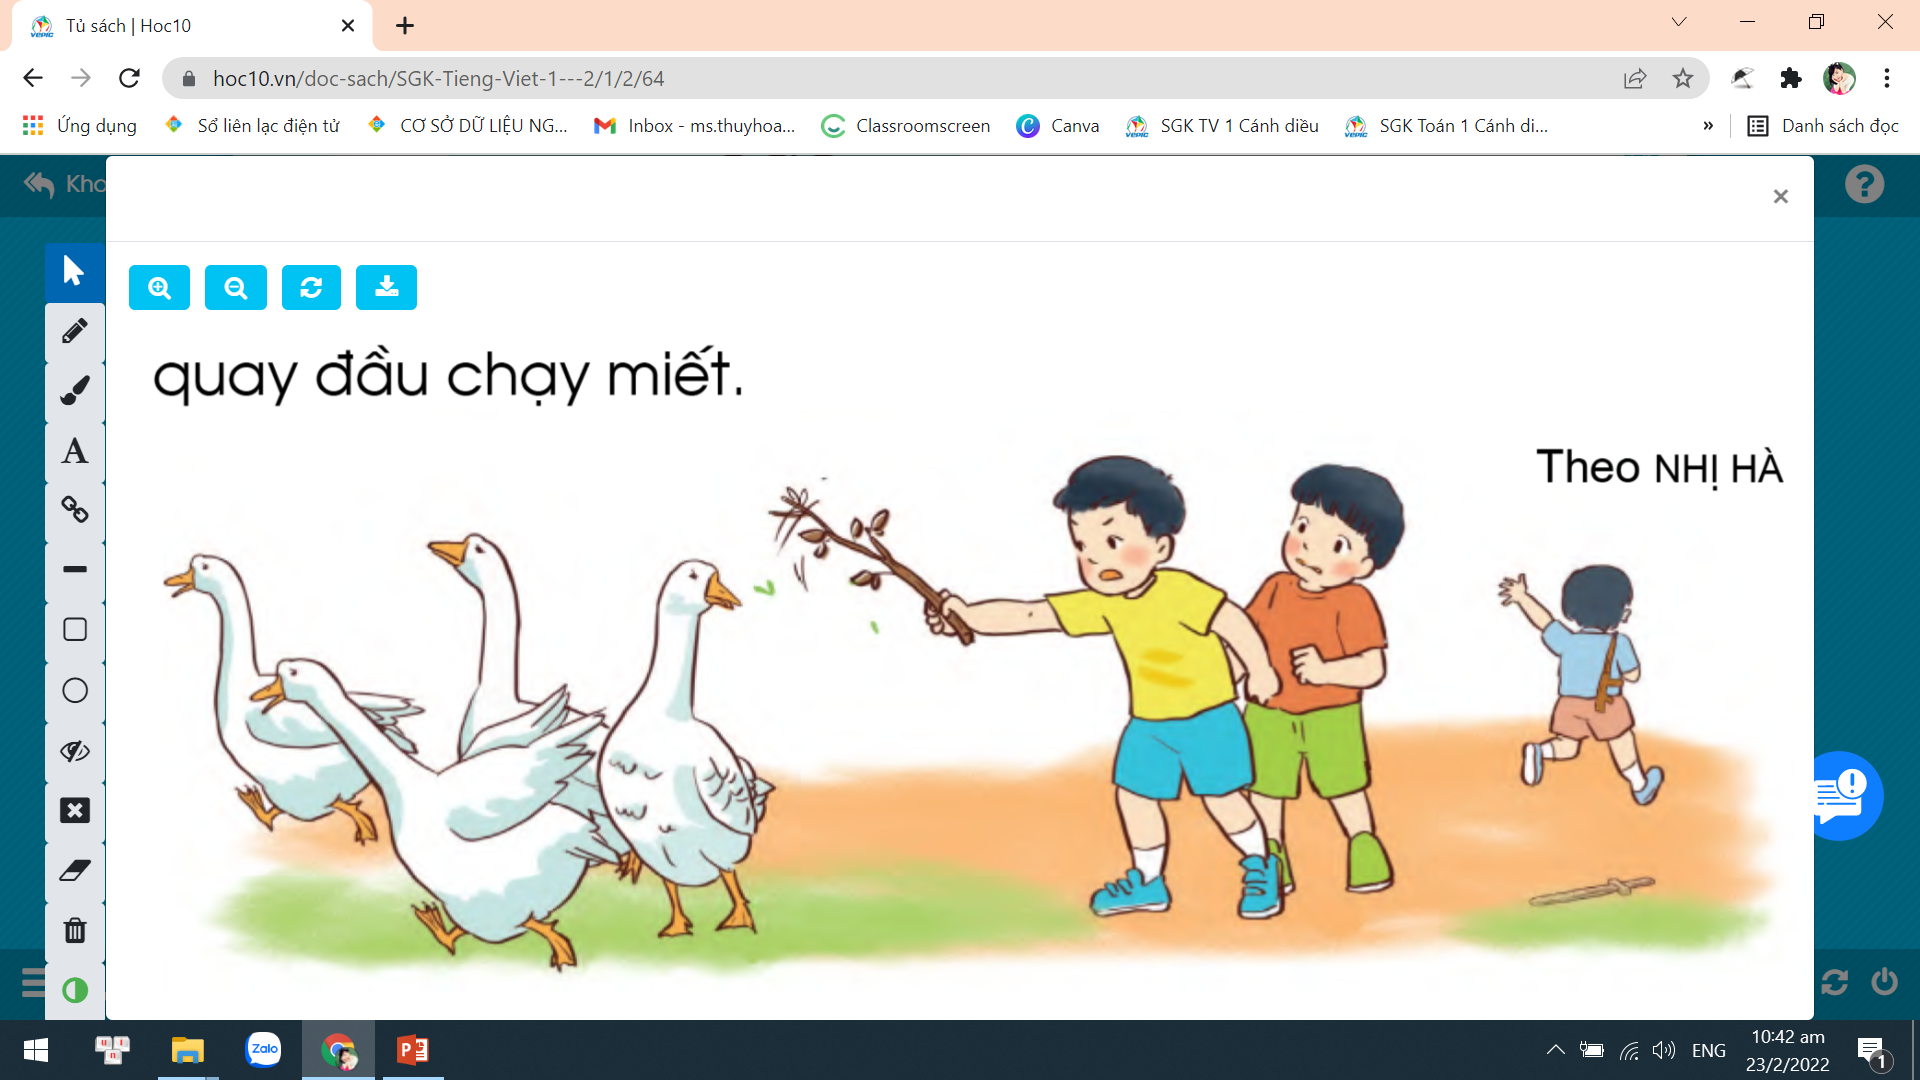 Tủ sách | Hoc10
hoc10.vn/doc-sach/SGK-Tieng-Viet-1---2/1/2/64
Ứng dụng
Sổ liên lạc điện tử
CƠ SỞ DỮ LIỆU NG...
Inbox - ms.thuyhoa...
Classroomscreen
Canva
SGK TV 1 Cánh diều
SGK Toán 1 Cánh di...
»
Danh sách đọc
Kho
quay đầu chạy miết.
Theo NHỊ HÀ
Zalo
ENG
10:42 am
23/2/2022
1